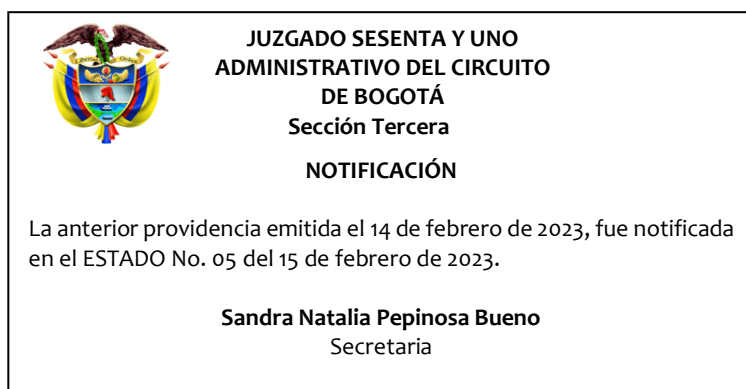 JUZGADO SESENTA Y UNO
ADMINISTRATIVO DEL CIRCUITO
DE BOGOTÁ
Sección Tercera
NOTIFICACIÓN
La anterior providencia emitida el 14 de febrero de 2023, fue notificada
en el ESTADO No. 05 del 15 de febrero de 2023.
Sandra Natalia Pepinosa Bueno
Secretaria